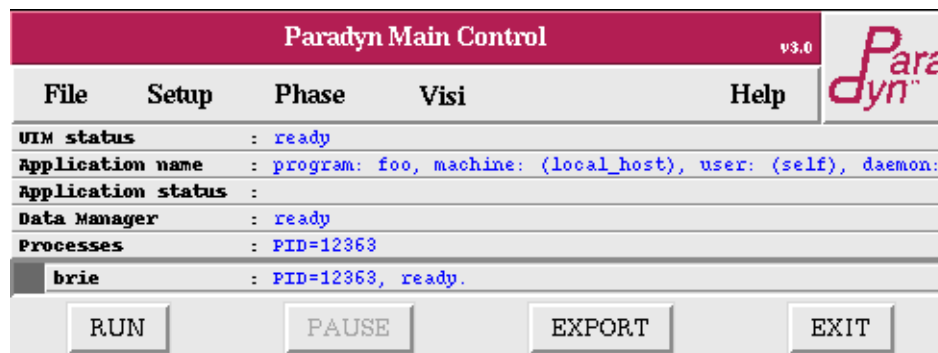 Paradyn Main Control v3.0
Para
dyn™
File Setup Phase Visi Help
UIM status : ready
Application name : program: foo, machine: (local_host), user: (self), daemon:
Application status :
Data Manager : ready
Processes : PID=12363
brie : PID=12363, ready.
RUN PAUSE EXPORT EXIT